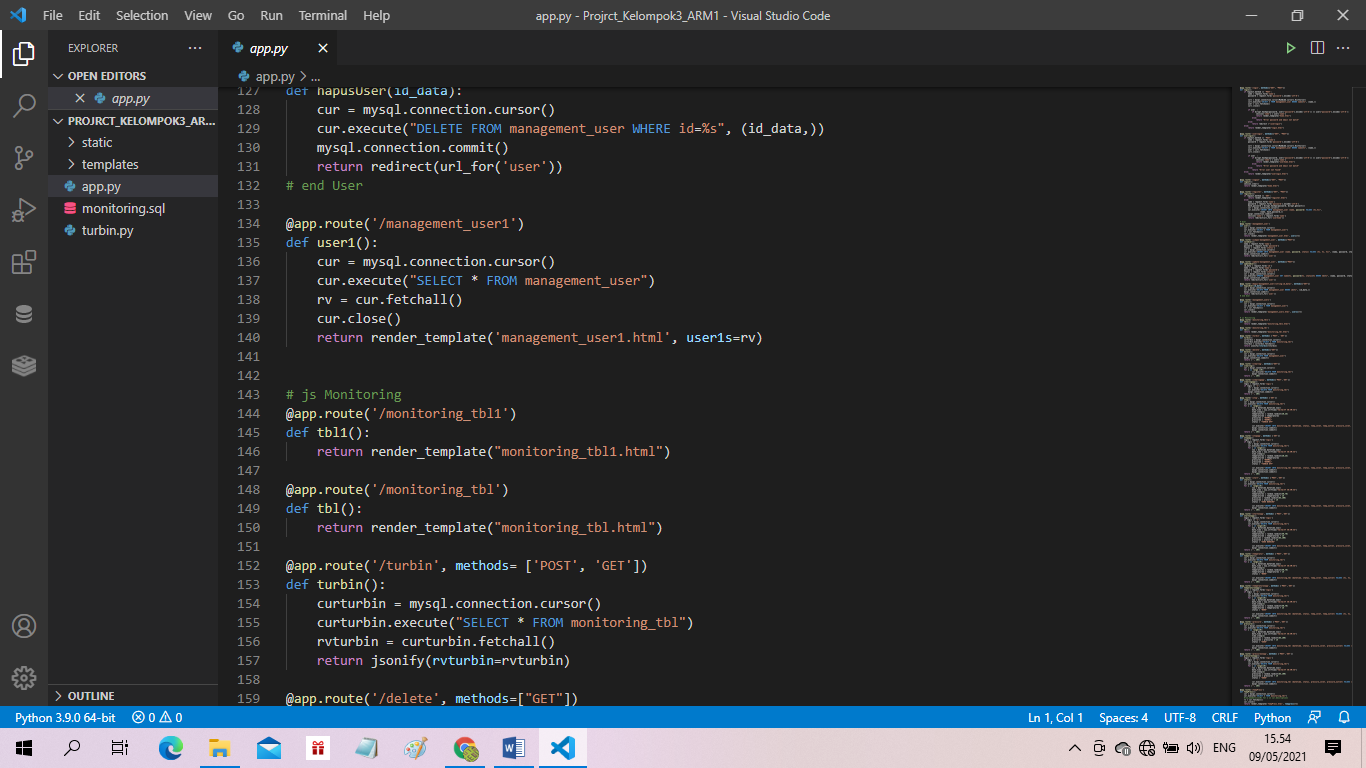 File Edit Selection View Go Run Terminal Help
app.py - Projrct_Kelompok3_ARM1 - Visual Studio Code
EXPLORER
OPEN EDITORS
app.py
PROJRCT_KELOMPOK3_AR...
static
templates
app.py
monitoring.sql
turbin.py
OUTLINE
app.py
app.py > ...
127 def hapusUser(id_data):
128 cur = mysql.connection.cursor()
129 cur.execute("DELETE FROM management_user WHERE id=%s", (id_data,))
130 mysql.connection.commit()
131 return redirect(url_for('user'))
132 # end User
133
134 @app.route('/management_user1')
135 def user1():
136 cur = mysql.connection.cursor()
137 cur.execute("SELECT * FROM management_user")
138 rv = cur.fetchall()
139 cur.close()
140 return render_template('management_user1.html', user1s=rv)
141
142
143 # js Monitoring
144 @app.route('/monitoring_tbl1')
145 def tbl1():
146 return render_template("monitoring_tbl1.html")
147
148 @app.route('/monitoring_tbl')
149 def tbl():
150 return render_template("monitoring_tbl.html")
151
152 @app.route('/turbin', methods= ['POST', 'GET'])
153 def turbin():
154 curturbin = mysql.connection.cursor()
155 curturbin.execute("SELECT * FROM monitoring_tbl")
156 rvturbin = curturbin.fetchall()
157 return jsonify(rvturbin=rvturbin)
158
159 @app.route('/delete', methods=["GET"])
Python 3.9.0 64-bit 0 0
Ln 1, Col 1 Spaces: 4 UTF-8 CRLF Python
ENG
15.54
09/05/2021